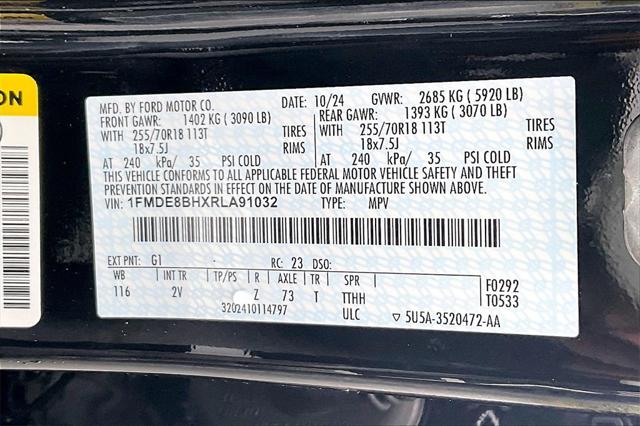 ON
MFD. BY FORD MOTOR CO.
DATE: 10/24 GVWR: 2685 KG ( 5920 LB)
FRONT GAWR: 1402 KG ( 3090 LB)
REAR GAWR: 1393 KG ( 3070 LB)
WITH 255/70R18 113T TIRES
WITH 255/70R18 113T TIRES
18x7.5J RIMS
18x7.5J RIMS
AT 240 kPa/ 35 PSI COLD
AT 240 kPa/ 35 PSI COLD
THIS VEHICLE CONFORMS TO ALL APPLICABLE FEDERAL MOTOR VEHICLE SAFETY AND THEFT
PREVENTION STANDARDS IN EFFECT ON THE DATE OF MANUFACTURE SHOWN ABOVE.
VIN: 1FMDE8BHXRLA91032 TYPE: MPV
EXT PNT: G1 - RC: 23 DSO:
WB INT TR TP/PS R AXLE TR SPR
116 2V Z 73 T TTHH
F0292
T0533
3202410114797
ULC ▽ 5U5A-3520472-AA